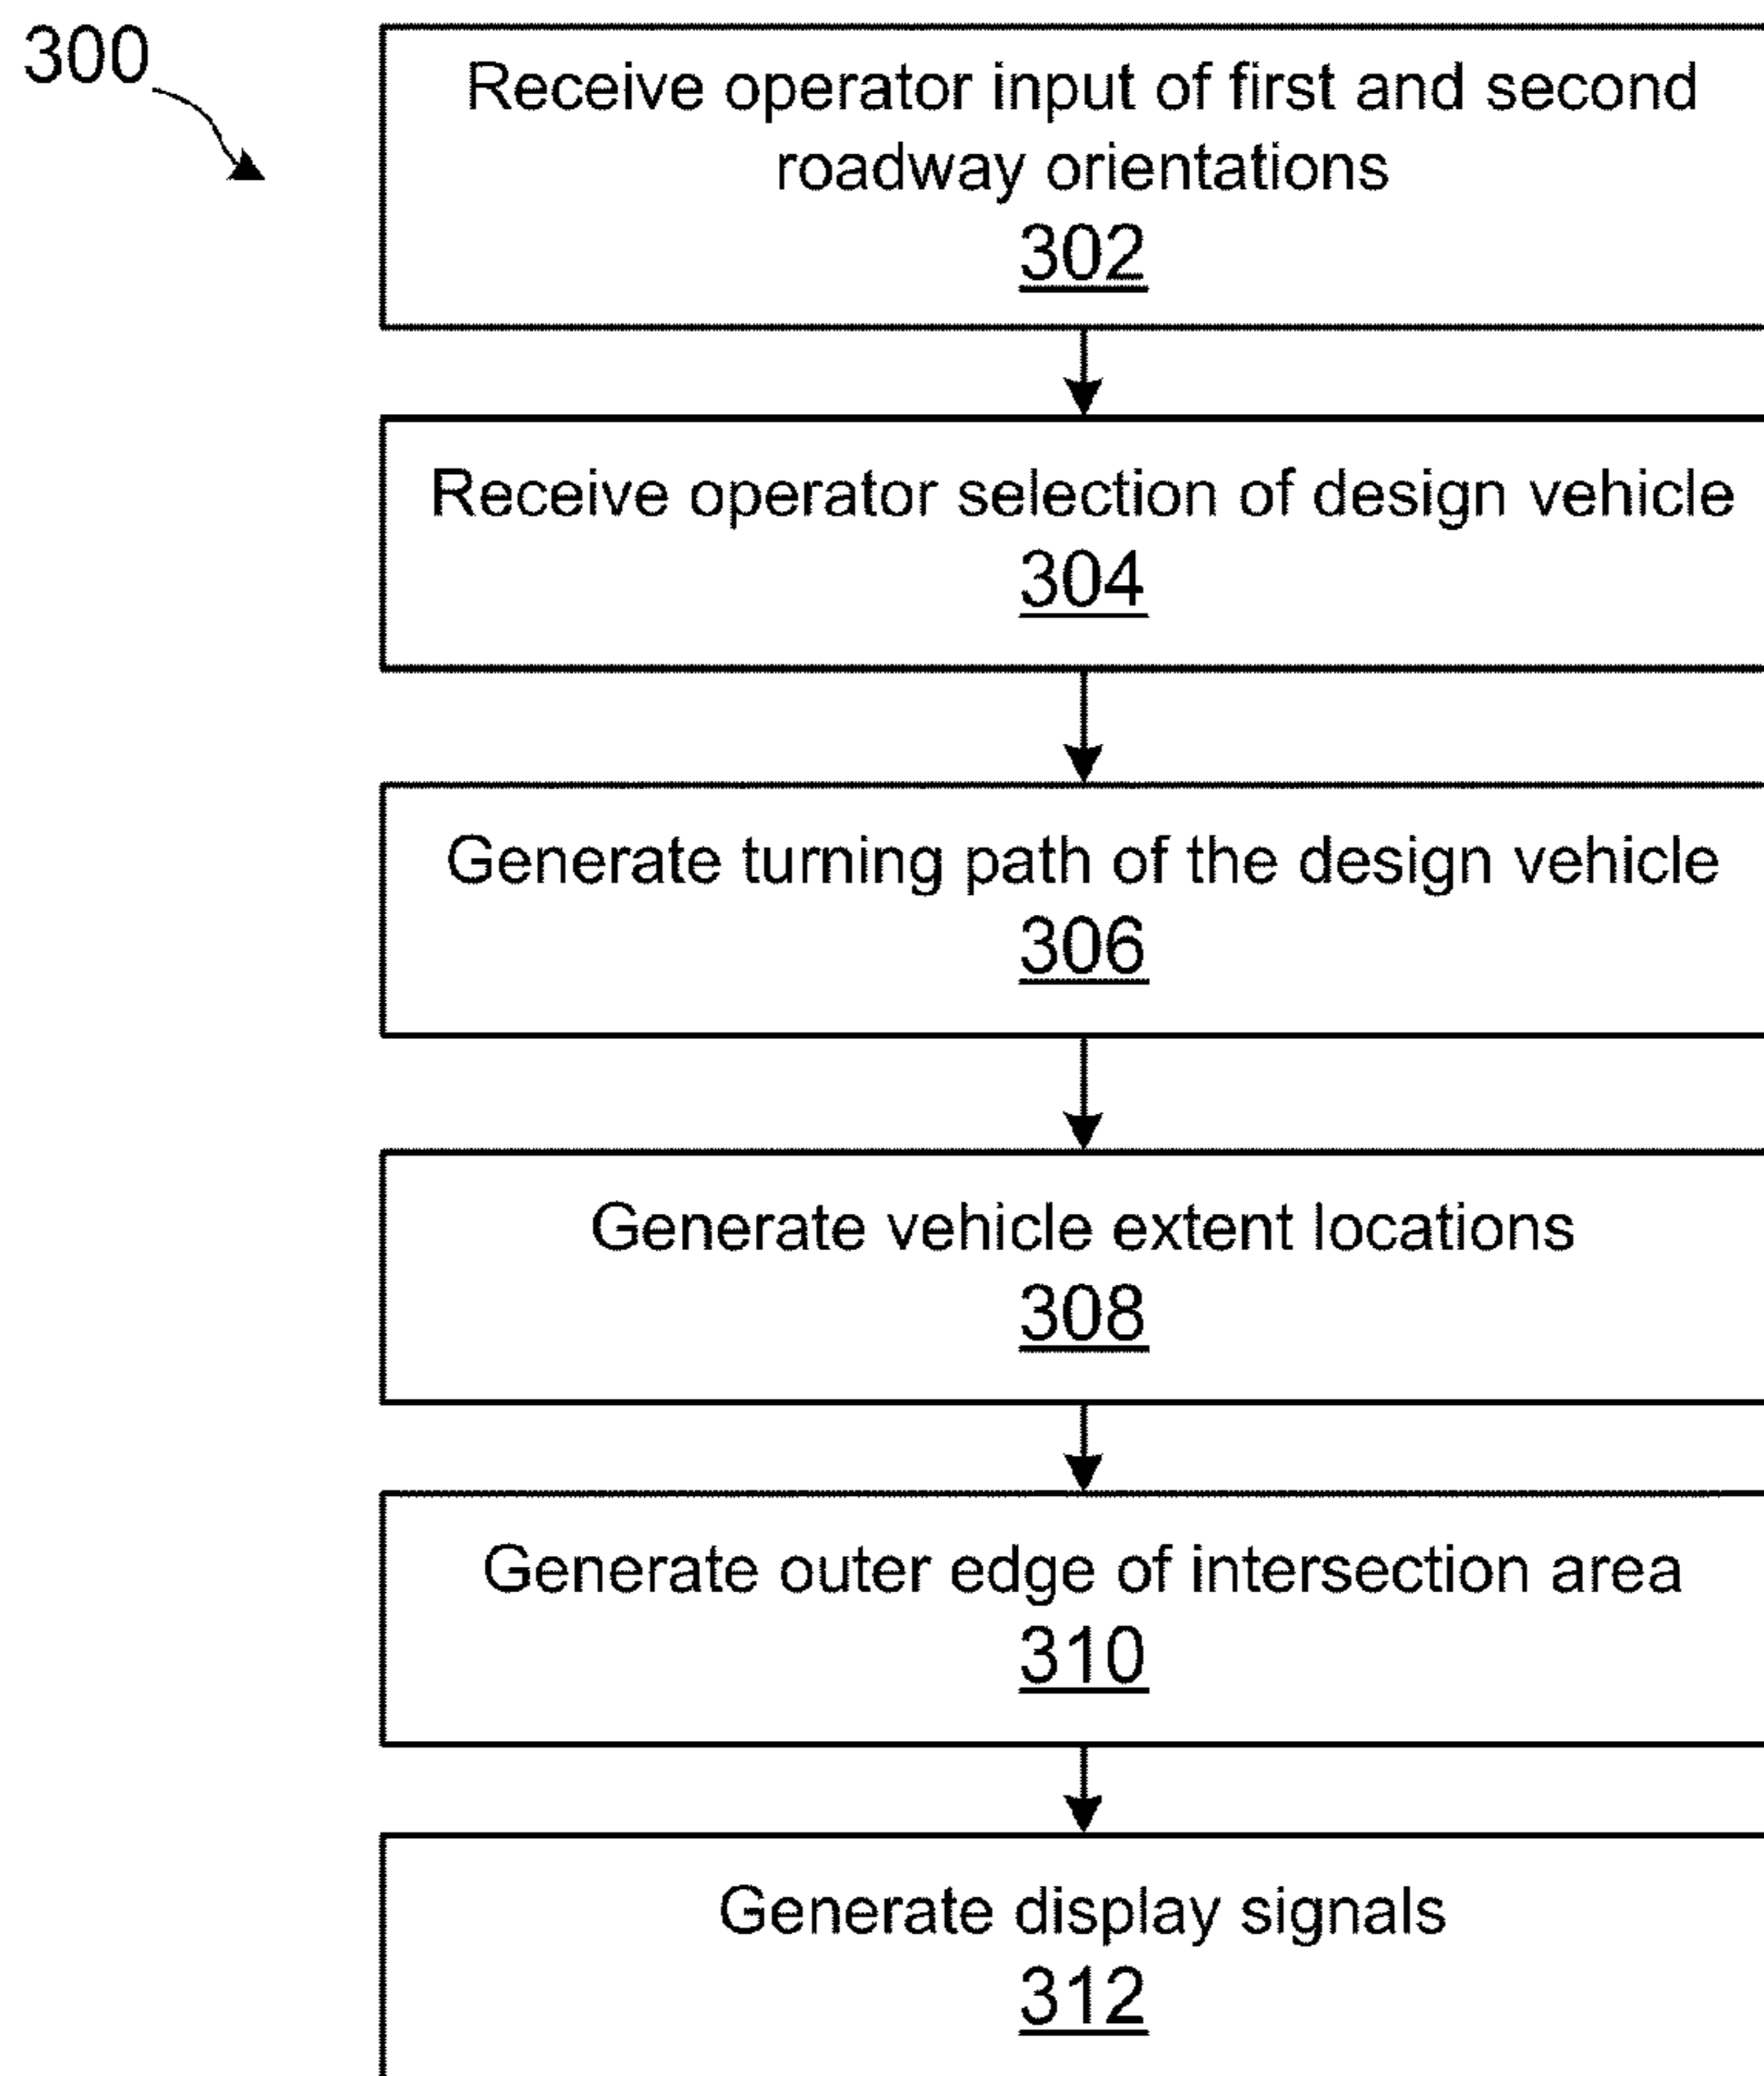 300
Receive operator input of first and second
roadway orientations
302
Receive operator selection of design vehicle
304
Generate turning path of the design vehicle
306
Generate vehicle extent locations
308
Generate outer edge of intersection area
310
Generate display signals
312